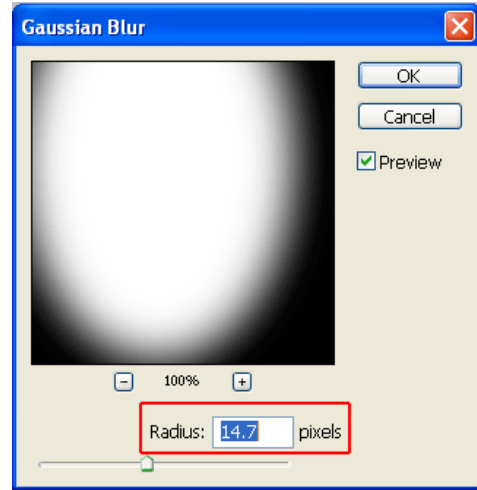 Gaussian Blur
OK
Cancel
Preview
100%
Radius: 14.7 pixels